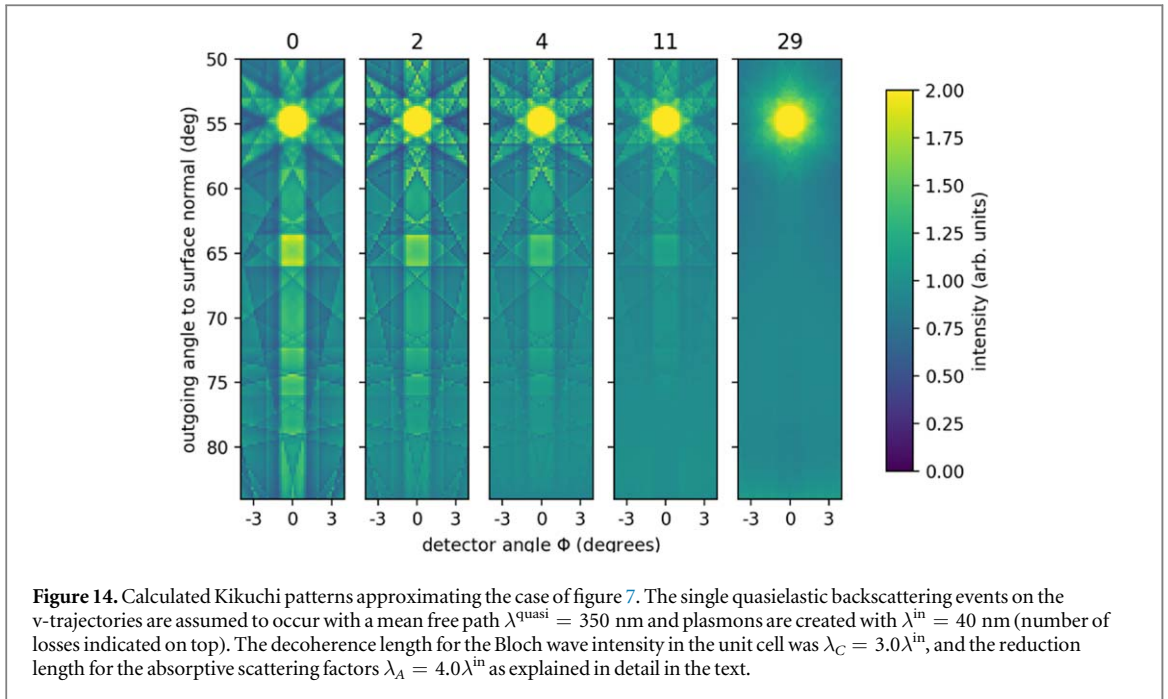 0 2 4 11 29
50
55
60
65
70
75
80
outgoing angle to surface normal (deg)
-3 0 3 -3 0 3 -3 0 3 -3 0 3 -3 0 3
detector angle Φ (degrees)
2.00
1.75
1.50
1.25
1.00
0.75
0.50
0.25
0.00
intensity (arb. units)
Figure 14. Calculated Kikuchi patterns approximating the case of figure 7. The single quasielastic backscattering events on the
v-trajectories are assumed to occur with a mean free path λ^quasi = 350 nm and plasmons are created with λ^in = 40 nm (number of
losses indicated on top). The decoherence length for the Bloch wave intensity in the unit cell was λ_C = 3.0λ^in, and the reduction
length for the absorptive scattering factors λ_A = 4.0λ^in as explained in detail in the text.